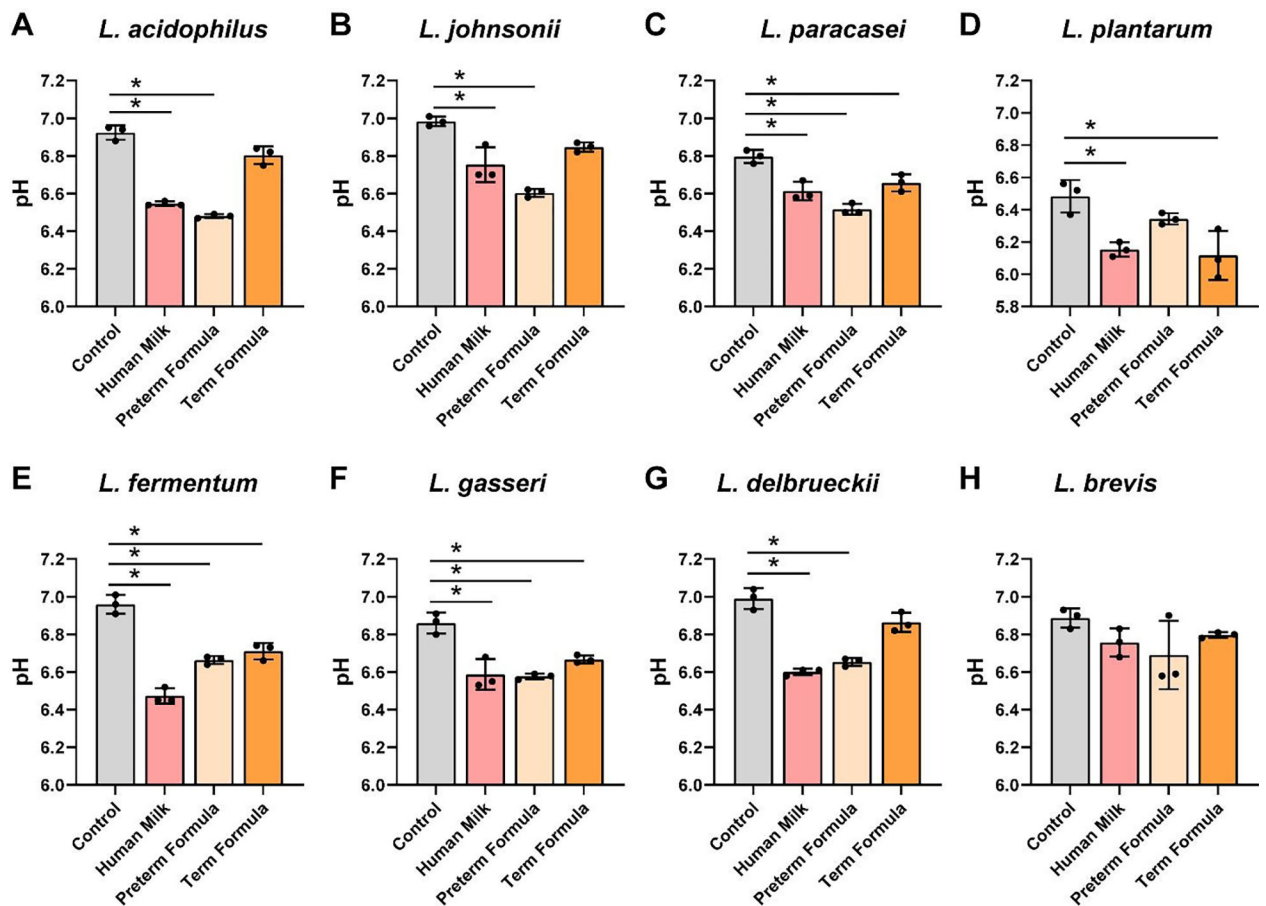 A L. acidophilus
pH
7.2
7.0
6.8
6.6
6.4
6.2
6.0
* 
*
Control
Human Milk
Preterm Formula
Term Formula
B L. johnsonii
pH
7.2
7.0
6.8
6.6
6.4
6.2
6.0
*
*
Control
Human Milk
Preterm Formula
Term Formula
C L. paracasei
pH
7.2
7.0
6.8
6.6
6.4
6.2
6.0
*
*
*
Control
Human Milk
Preterm Formula
Term Formula
D L. plantarum
pH
7.2
7.0
6.8
6.6
6.4
6.2
6.0
5.8
*
*
Control
Human Milk
Preterm Formula
Term Formula
E L. fermentum
pH
7.2
7.0
6.8
6.6
6.4
6.2
6.0
*
*
*
Control
Human Milk
Preterm Formula
Term Formula
F L. gasseri
pH
7.2
7.0
6.8
6.6
6.4
6.2
6.0
*
*
*
Control
Human Milk
Preterm Formula
Term Formula
G L. delbrueckii
pH
7.2
7.0
6.8
6.6
6.4
6.2
6.0
*
*
Control
Human Milk
Preterm Formula
Term Formula
H L. brevis
pH
7.2
7.0
6.8
6.6
6.4
6.2
6.0
Control
Human Milk
Preterm Formula
Term Formula